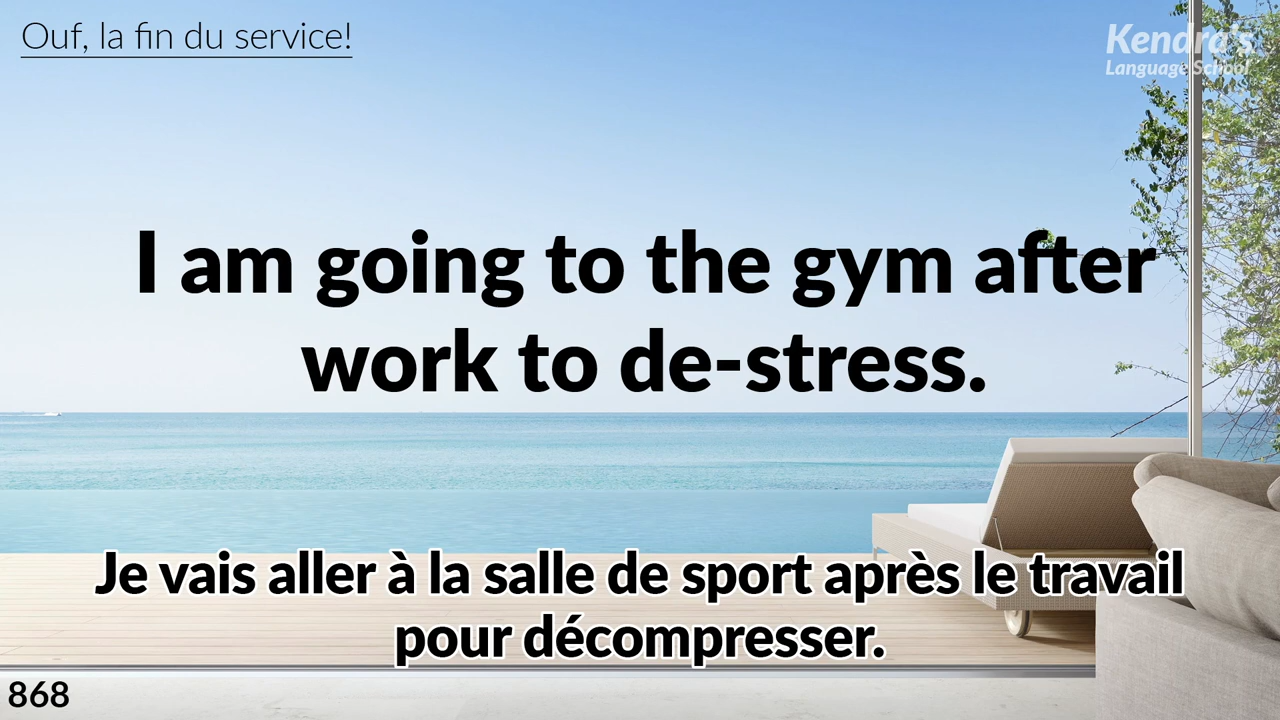 Ouf, la fin du service!
Kendra's
Language School
I am going to the gym after
work to de-stress.
Je vais aller à la salle de sport après le travail
pour décompresser.
868